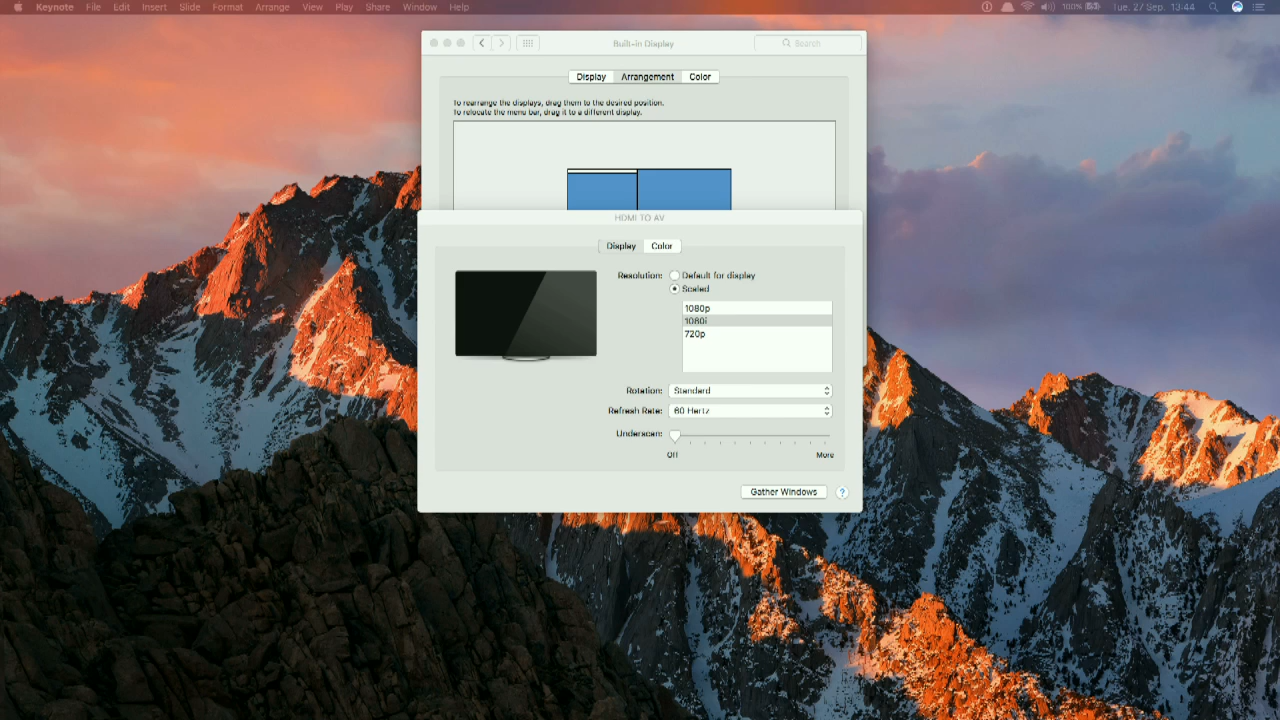 Keynote File Edit Insert Slide Format Arrange View Play Share Window Help 100% Tue. 27 Sep. 13:44
Built-in Display Search
Display Arrangement Color
To rearrange the displays, drag them to the desired position.
To relocate the menu bar, drag it to a different display.
HDMI TO AV
Display Color
Resolution: Default for display
Scaled
1080p
1080i
720p
Rotation: Standard
Refresh Rate: 60 Hertz
Underscan:
Off More
Gather Windows ?